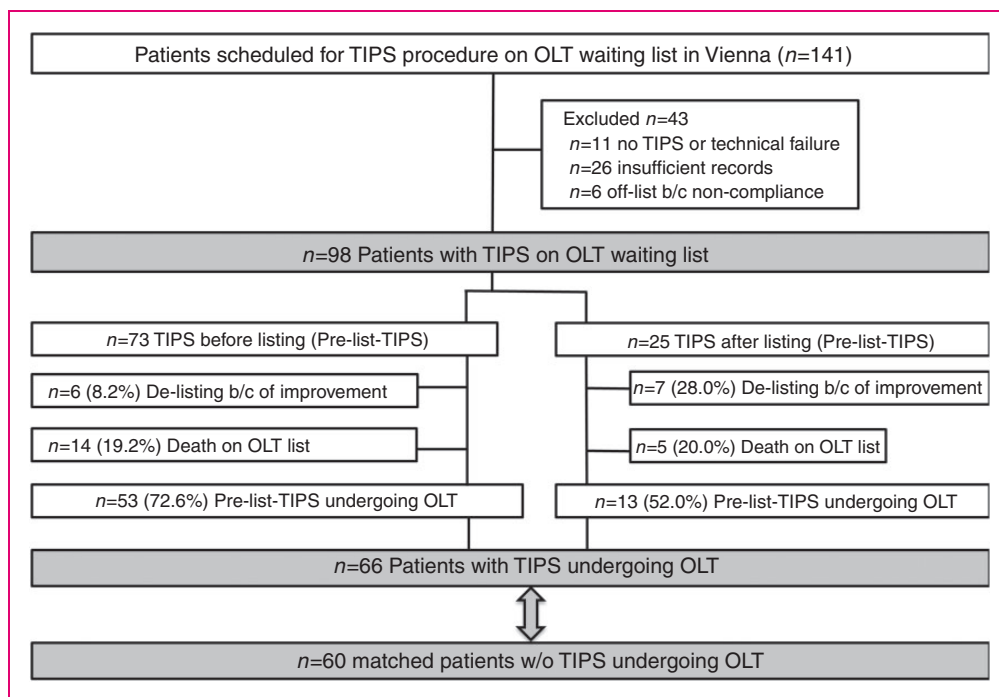 Patients scheduled for TIPS procedure on OLT waiting list in Vienna (n=141)
Excluded n=43
n=11 no TIPS or technical failure
n=26 insufficient records
n=6 off-list b/c non-compliance
n=98 Patients with TIPS on OLT waiting list
n=73 TIPS before listing (Pre-list-TIPS)
n=6 (8.2%) De-listing b/c of improvement
n=14 (19.2%) Death on OLT list
n=53 (72.6%) Pre-list-TIPS undergoing OLT
n=25 TIPS after listing (Pre-list-TIPS)
n=7 (28.0%) De-listing b/c of improvement
n=5 (20.0%) Death on OLT list
n=13 (52.0%) Pre-list-TIPS undergoing OLT
n=66 Patients with TIPS undergoing OLT
n=60 matched patients w/o TIPS undergoing OLT